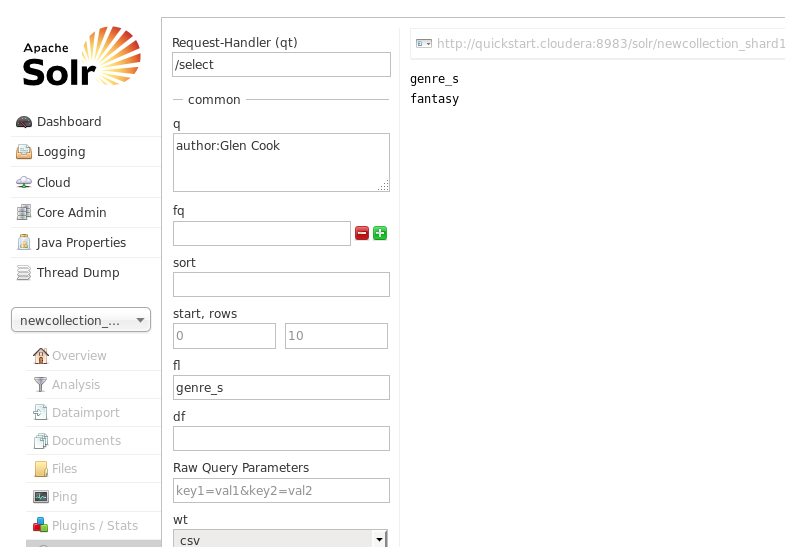 Apache
Solr
Dashboard
Logging
Cloud
Core Admin
Java Properties
Thread Dump
newcollection_...
Overview
Analysis
Dataimport
Documents
Files
Ping
Plugins / Stats
Request-Handler (qt)
/select
common
q
author:Glen Cook
fq
sort
start, rows
0
10
fl
genre_s
df
Raw Query Parameters
key1=val1&key2=val2
wt
csv
http://quickstart.cloudera:8983/solr/newcollection_shard1
genre_s
fantasy